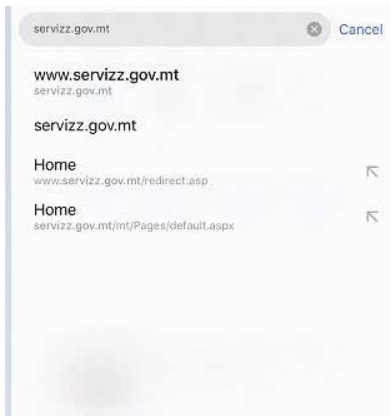 servizz.gov.mt
Cancel
www.servizz.gov.mt
servizz.gov.mt
servizz.gov.mt
Home
www.servizz.gov.mt/redirect.asp
Home
servizz.gov.mt/mt/Pages/default.aspx